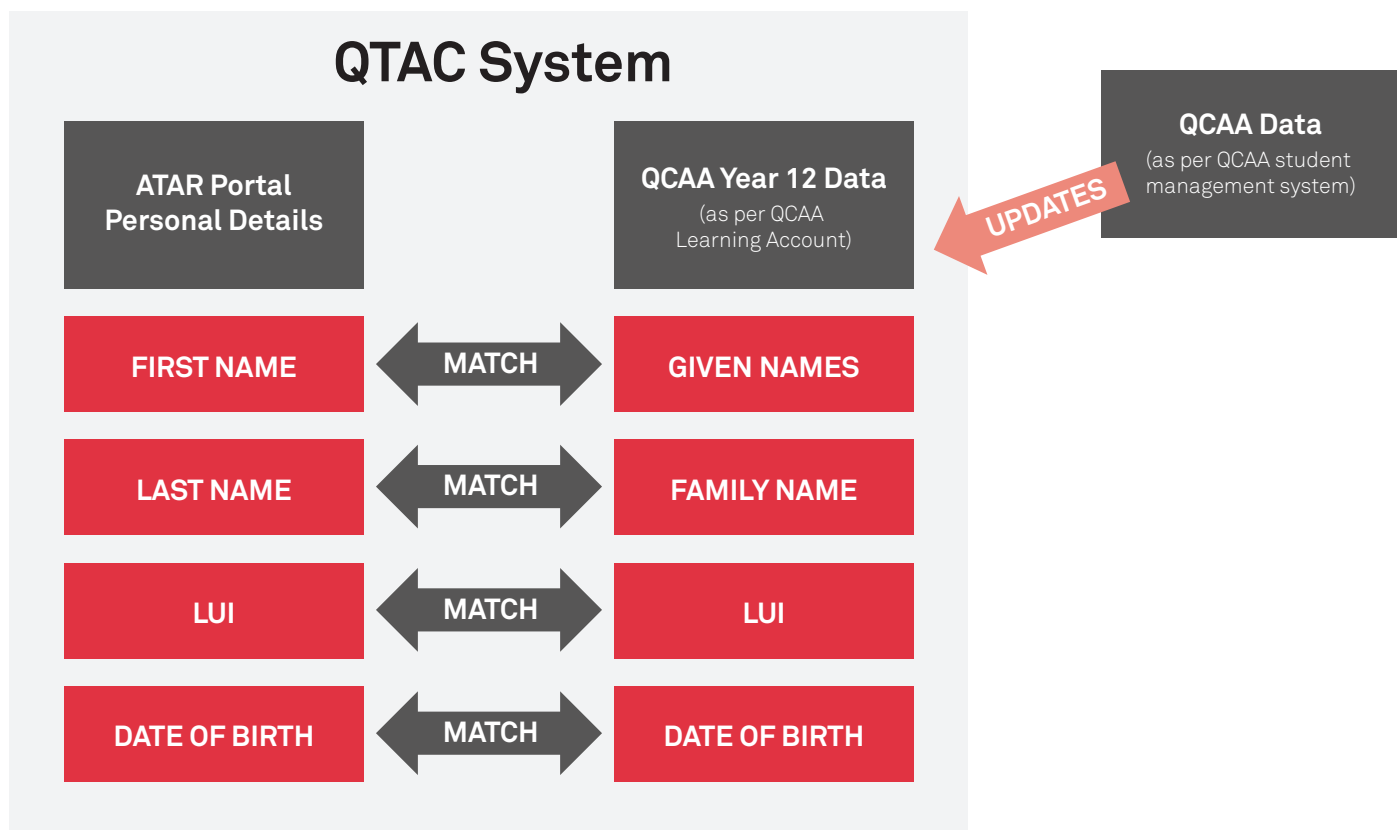 QTAC System
ATAR Portal
Personal Details
QCAA Year 12 Data
(as per QCAA
Learning Account)
UPDATES
QCAA Data
(as per QCAA student
management system)
FIRST NAME
MATCH
GIVEN NAMES
LAST NAME
MATCH
FAMILY NAME
LUI
MATCH
LUI
DATE OF BIRTH
MATCH
DATE OF BIRTH